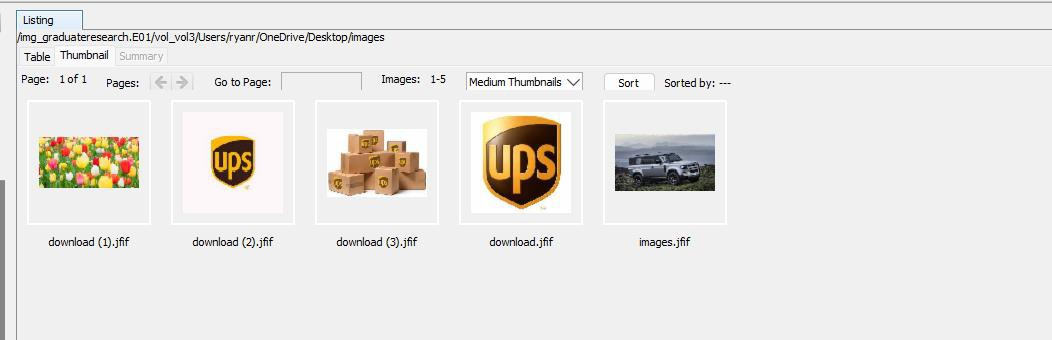 Listing
/img_graduateresearch.E01/vol_vol3/Users/ryanr/OneDrive/Desktop/images
Table Thumbnail Summary
Page: 1 of 1 Pages: Go to Page: Images: 1-5 Medium Thumbnails Sort Sorted by: ---
ups
ups
download (1).jfif download (2).jfif download (3).jfif download.jfif images.jfif